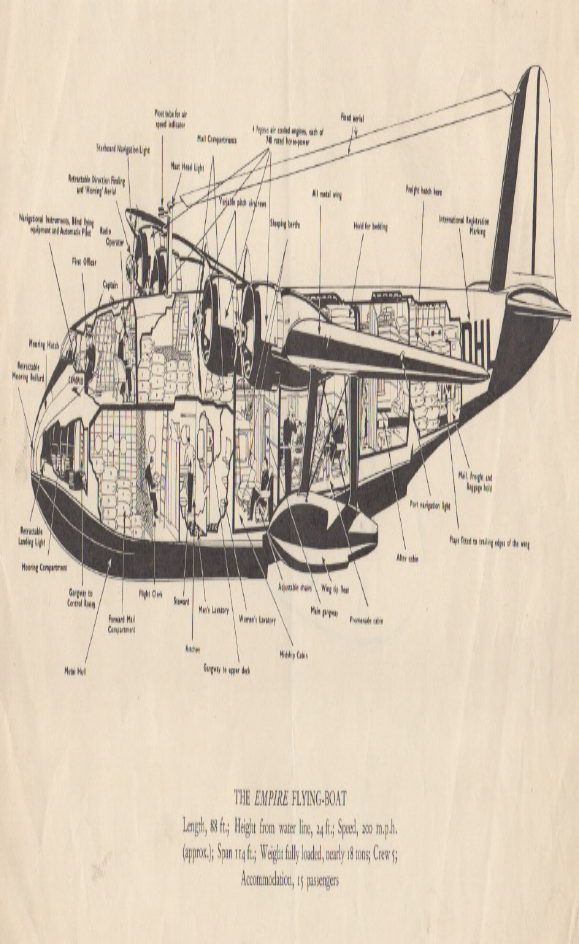 Pitot tube for air
speed indicator
Head aerial
4 Pegasus air cooled engines, each of
740 rated horse-power
Mail Compartments
Starboard Navigation Light
Mast Head Light
Retractable Direction Finding
and 'Homing' Aerial
Variable pitch airscrews
All metal wing
Freight hatch here
Navigational Instruments, Blind flying
equipment and Automatic Pilot
Radio
Operator
Sleeping berths
Hold for bedding
International Registration
Marking
First Officer
Captain
Mooring Hatch
Retractable
Mooring Bollard
DHL
Mail, Freight and
Baggage hold
Port navigation light
Flaps fitted to trailing edges of the wing
Retractable
Landing Light
Mooring Compartment
After cabin
Gangway to
Control Room
Flight Clerk
Steward
Men's Lavatory
Women's Lavatory
Adjustable chairs
Wing tip float
Main gangway
Promenade cabin
Forward Mail
Compartment
Kitchen
Midship Cabin
Gangway to upper deck
Metal Hull
THE EMPIRE FLYING-BOAT
Length, 88 ft.; Height from water line, 24 ft.; Speed, 200 m.p.h.
(approx.); Span 114 ft.; Weight fully loaded, nearly 18 tons; Crew 5;
Accommodation, 15 passengers